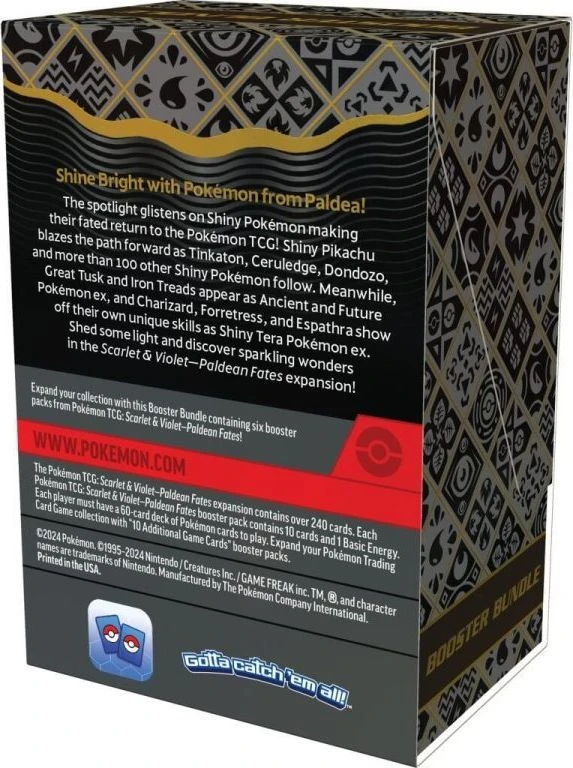 Shine Bright with Pokémon from Paldea!
The spotlight glistens on Shiny Pokémon making
their fated return to the Pokémon TCG! Shiny Pikachu
blazes the path forward as Tinkaton, Ceruledge, Dondozo,
and more than 100 other Shiny Pokémon follow. Meanwhile,
Great Tusk and Iron Treads appear as Ancient and Future
Pokémon ex, and Charizard, Forretress, and Espathra show
off their own unique skills as Shiny Tera Pokémon ex.
Shed some light and discover sparkling wonders
in the Scarlet & Violet—Paldean Fates expansion!
Expand your collection with this Booster Bundle containing six booster
packs from Pokémon TCG: Scarlet & Violet—Paldean Fates!
WWW.POKEMON.COM
The Pokémon TCG: Scarlet & Violet—Paldean Fates expansion contains over 240 cards. Each
Pokémon TCG: Scarlet & Violet—Paldean Fates booster pack contains 10 cards and 1 Basic Energy.
Each player must have a 60-card deck of Pokémon cards to play. Expand your Pokémon Trading
Card Game collection with "10 Additional Game Cards" booster packs.
©2024 Pokémon. ©1995-2024 Nintendo / Creatures Inc. / GAME FREAK inc. TM, ®, and character
names are trademarks of Nintendo. Manufactured by The Pokémon Company International.
Printed in the USA.
Gotta catch 'em all!™
BOOSTER BUNDLE